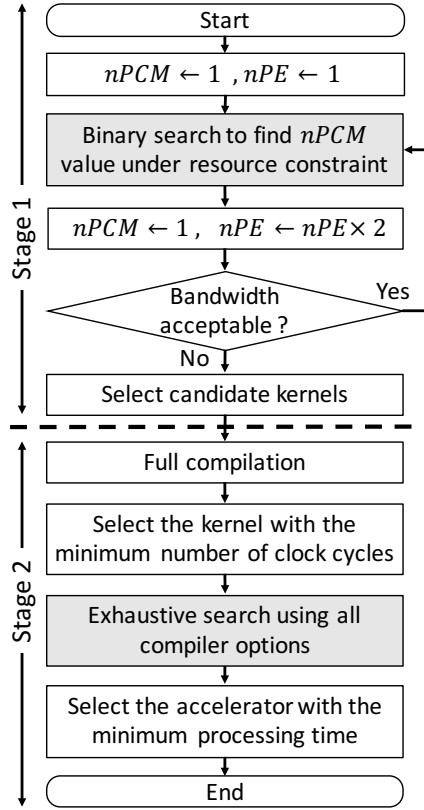 Start
nPCM ← 1 , nPE ← 1
Binary search to find nPCM
value under resource constraint
nPCM ← 1 , nPE ← nPE × 2
Bandwidth
acceptable ?
Yes
No
Select candidate kernels
Stage 1
Full compilation
Select the kernel with the
minimum number of clock cycles
Exhaustive search using all
compiler options
Select the accelerator with the
minimum processing time
End
Stage 2